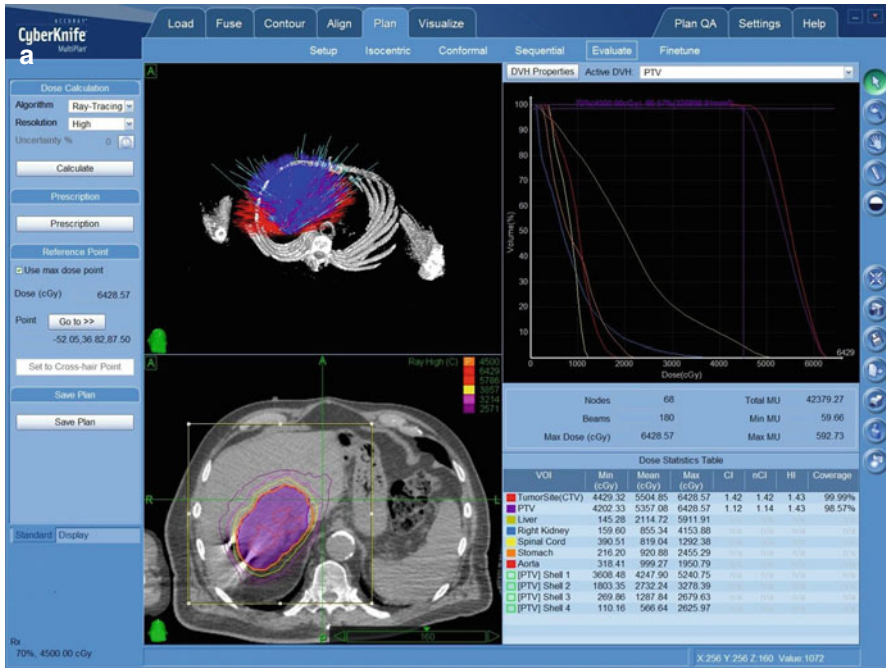 ACCURAY
CyberKnife
MultiPlan
a
Load Fuse Contour Align Plan Visualize Plan QA Settings Help
Setup Isocentric Conformal Sequential Evaluate Finetune
Dose Calculation
Algorithm Ray-Tracing
Resolution High
Uncertainty % 0
Calculate
Prescription
Prescription
Reference Point
Use max dose point
Dose (cGy) 6428.57
Point Go to >>
-52.05,36.82,87.50
Set to Cross-hair Point
Save Plan
Save Plan
Standard Display
Rx
70%, 4500.00 cGy
A
A
A
Ray High (C)
4500
6429
5786
3857
3214
2571
R
L
160
DVH Properties Active DVH: PTV
Volume(%)
100
90
80
70
60
50
40
30
20
10
0 1000 2000 3000 4000 5000 6000
6429
Dose(cGy)
Nodes 68 Total MU 42379.27
Beams 180 Min MU 59.66
Max Dose (cGy) 6428.57 Max MU 592.73
Dose Statistics Table
VOI Min (cGy) Mean (cGy) Max (cGy) CI nCI HI Coverage
TumorSite(CTV) 4429.32 5504.85 6428.57 1.42 1.42 1.43 99.99%
PTV 4202.33 5357.08 6428.57 1.12 1.14 1.43 98.57%
Liver 145.28 2114.72 5911.91
Right Kidney 159.60 855.34 4153.88
Spinal Cord 390.51 819.04 1292.38
Stomach 216.20 920.88 2455.29
Aorta 318.41 999.27 1950.79
[PTV] Shell 1 3608.48 4247.90 5240.75
[PTV] Shell 2 1803.35 2732.24 3278.39
[PTV] Shell 3 269.86 1287.84 2679.63
[PTV] Shell 4 110.16 566.64 2625.97
X:256 Y:256 Z:160 Value:1072